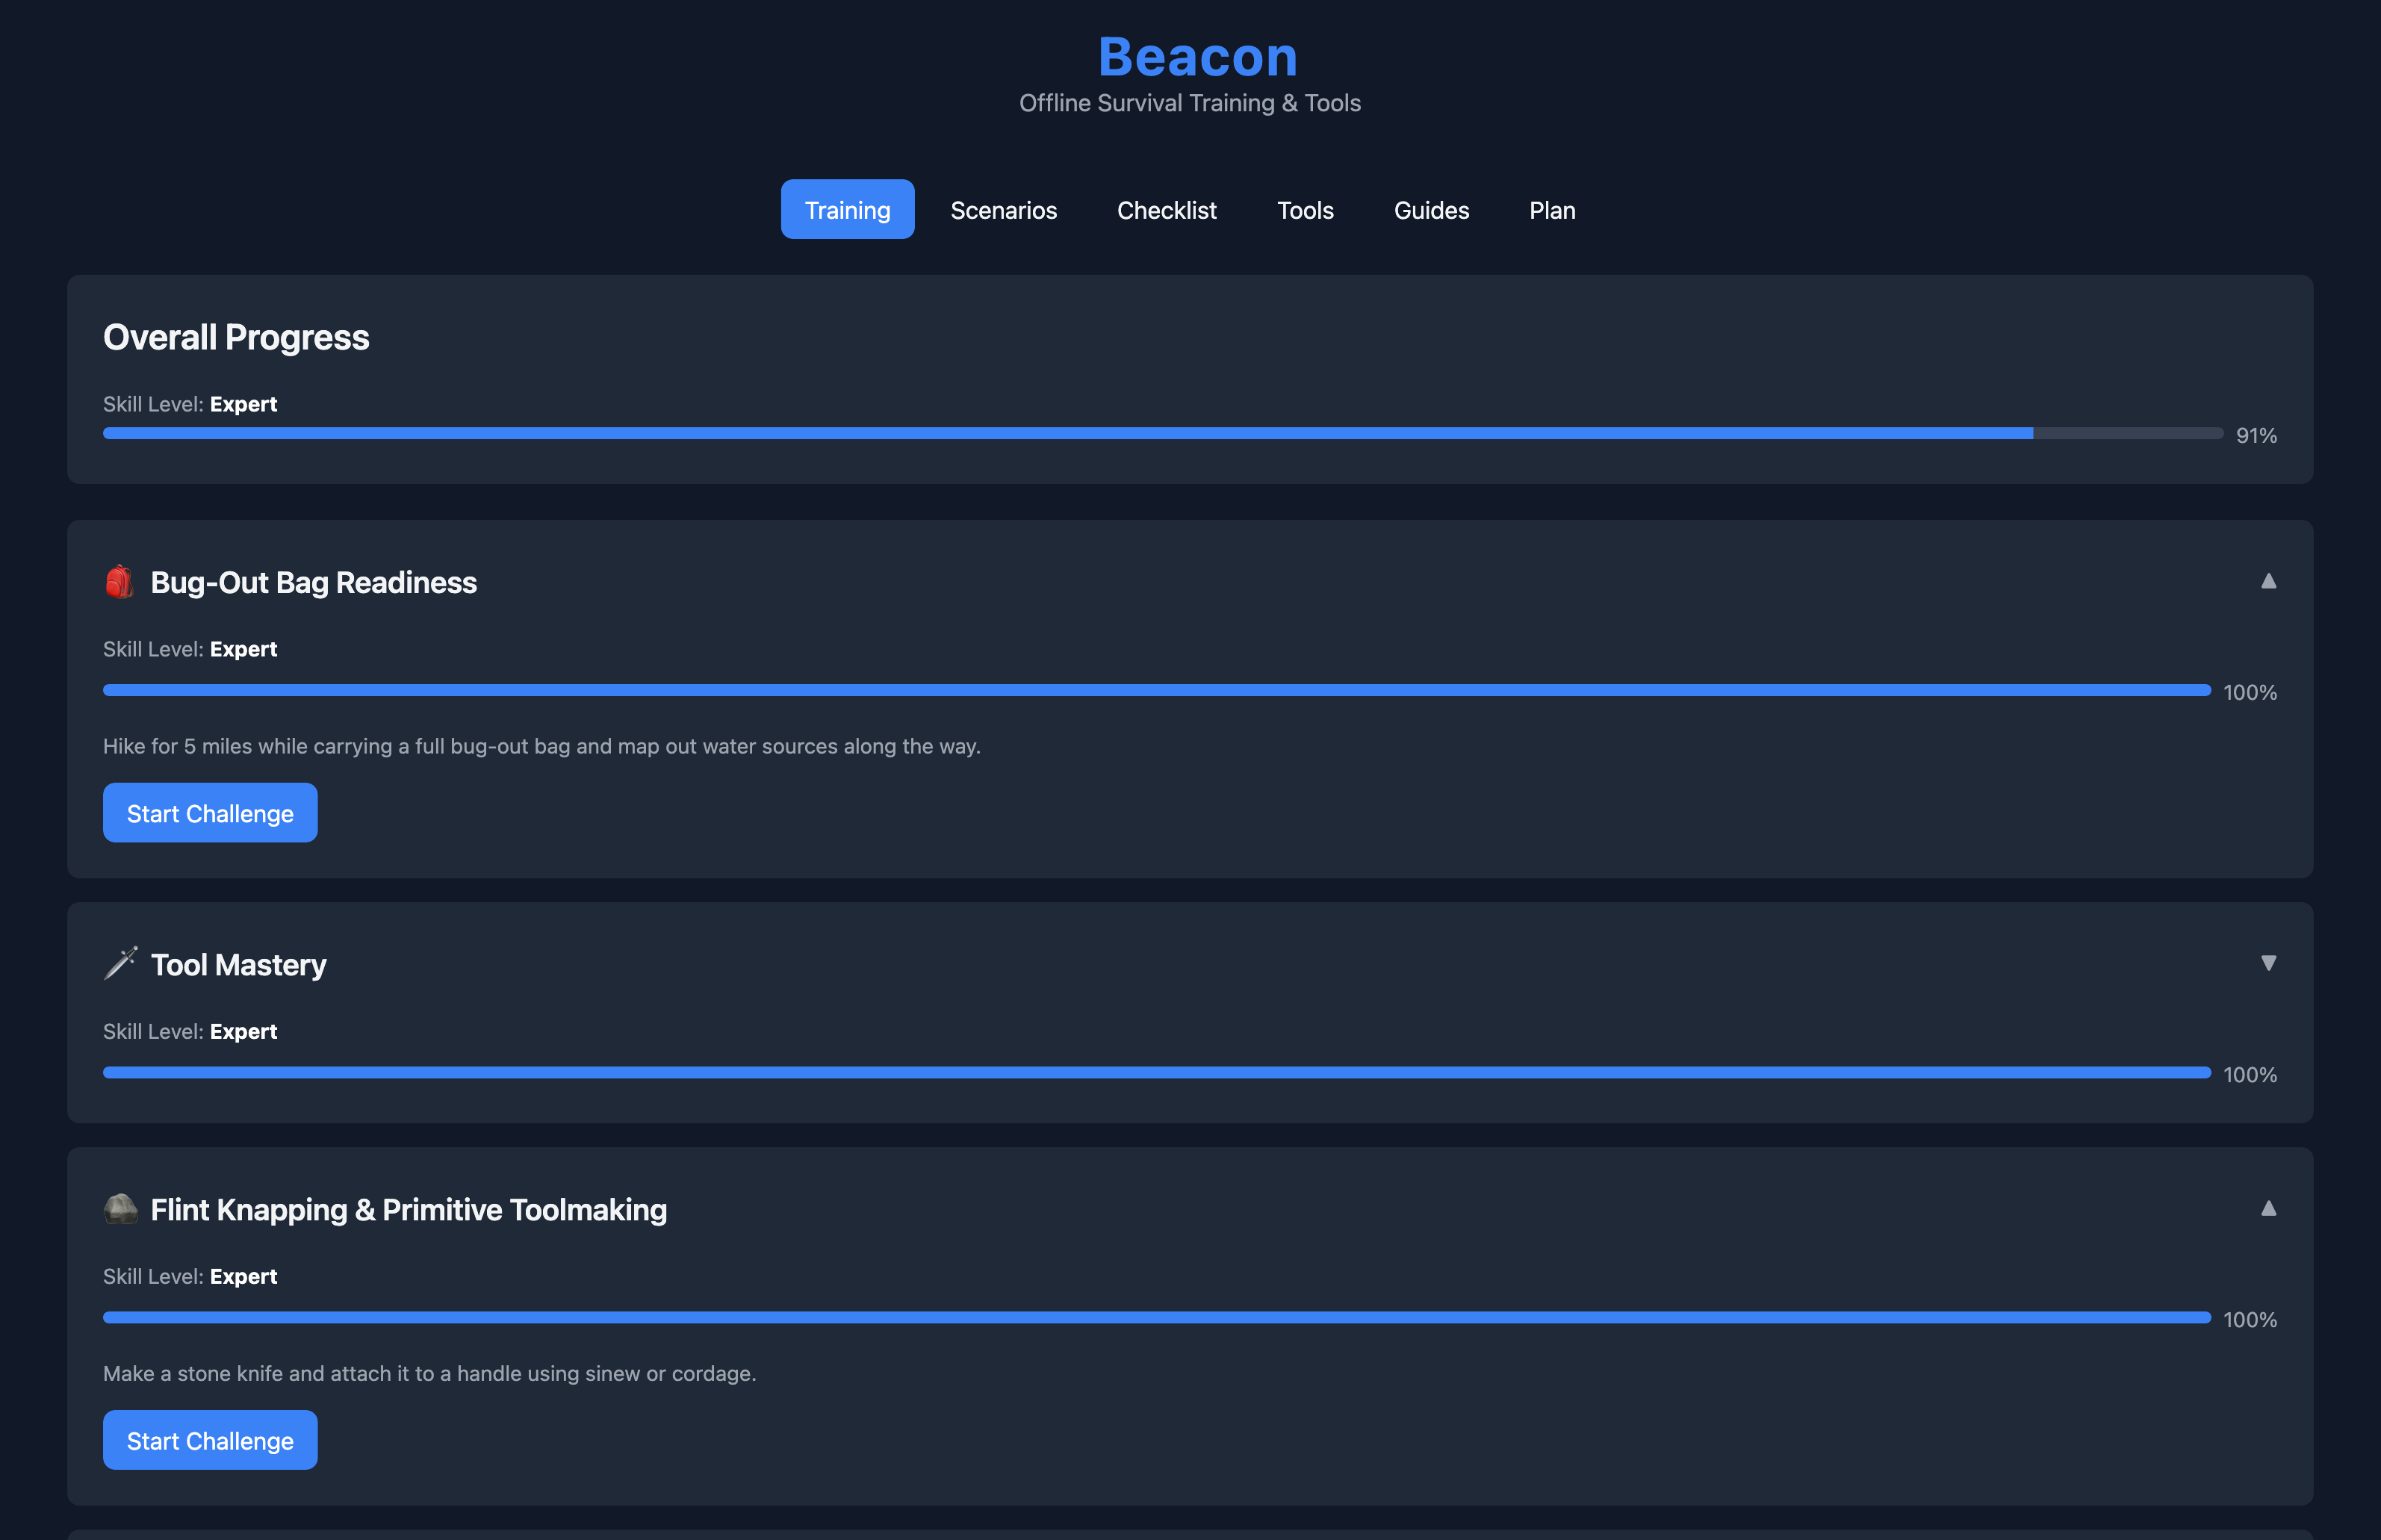 Beacon
Offline Survival Training & Tools
Training Scenarios Checklist Tools Guides Plan
Overall Progress
Skill Level: Expert
91%
Bug-Out Bag Readiness
Skill Level: Expert
100%
Hike for 5 miles while carrying a full bug-out bag and map out water sources along the way.
Start Challenge
Tool Mastery
Skill Level: Expert
100%
Flint Knapping & Primitive Toolmaking
Skill Level: Expert
100%
Make a stone knife and attach it to a handle using sinew or cordage.
Start Challenge